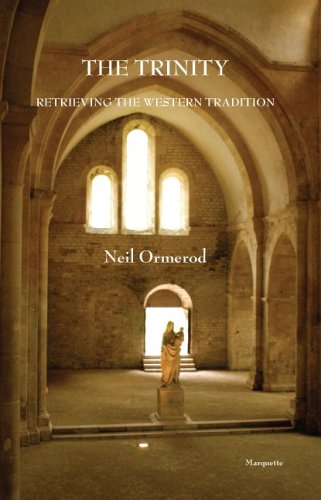 THE TRINITY
RETRIEVING THE WESTERN TRADITION
Neil Ormerod
Marquette